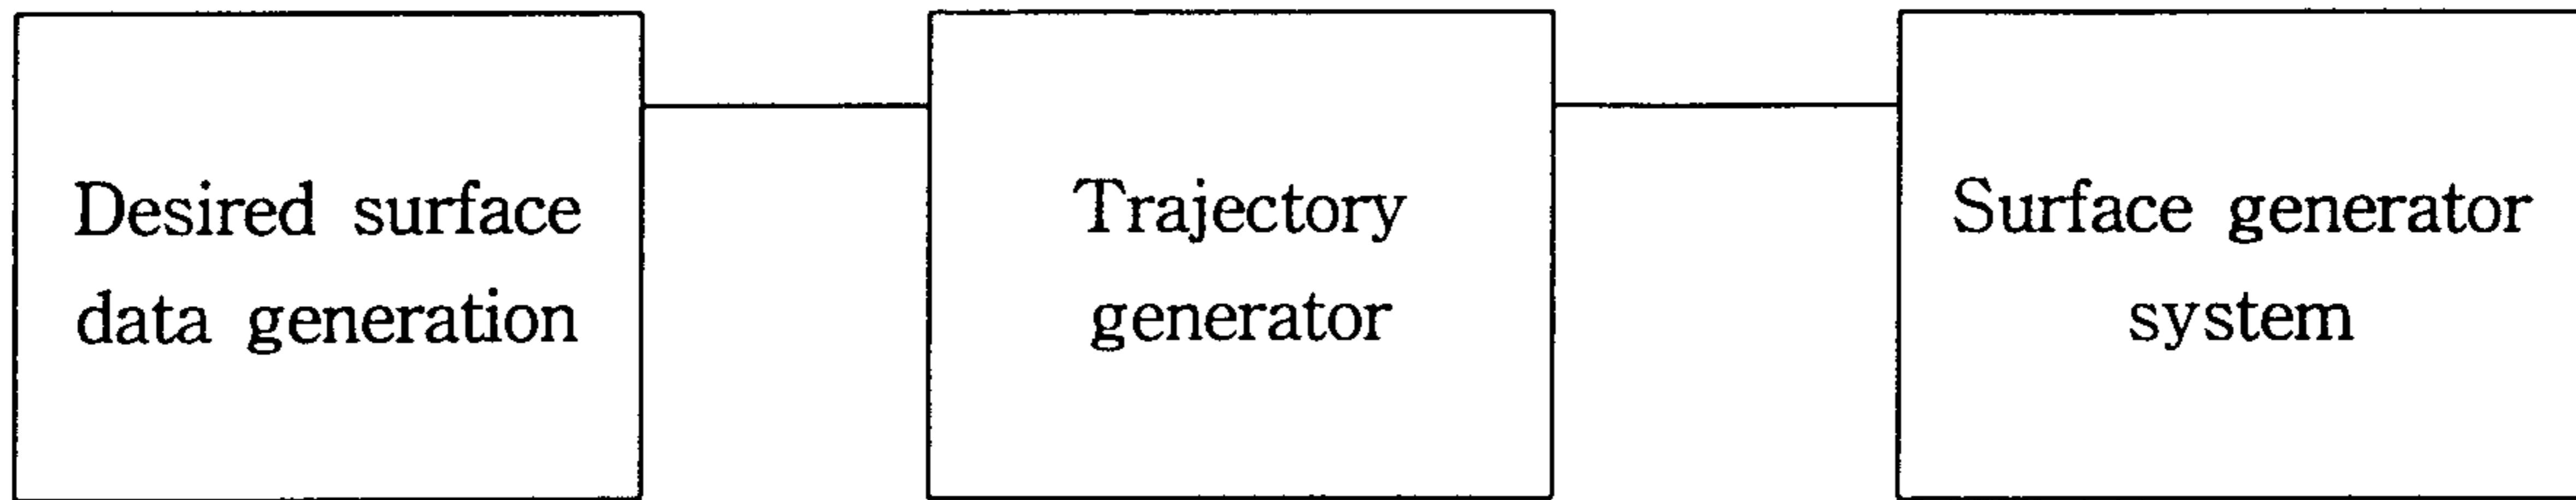 Desired surface
data generation
Trajectory
generator
Surface generator
system